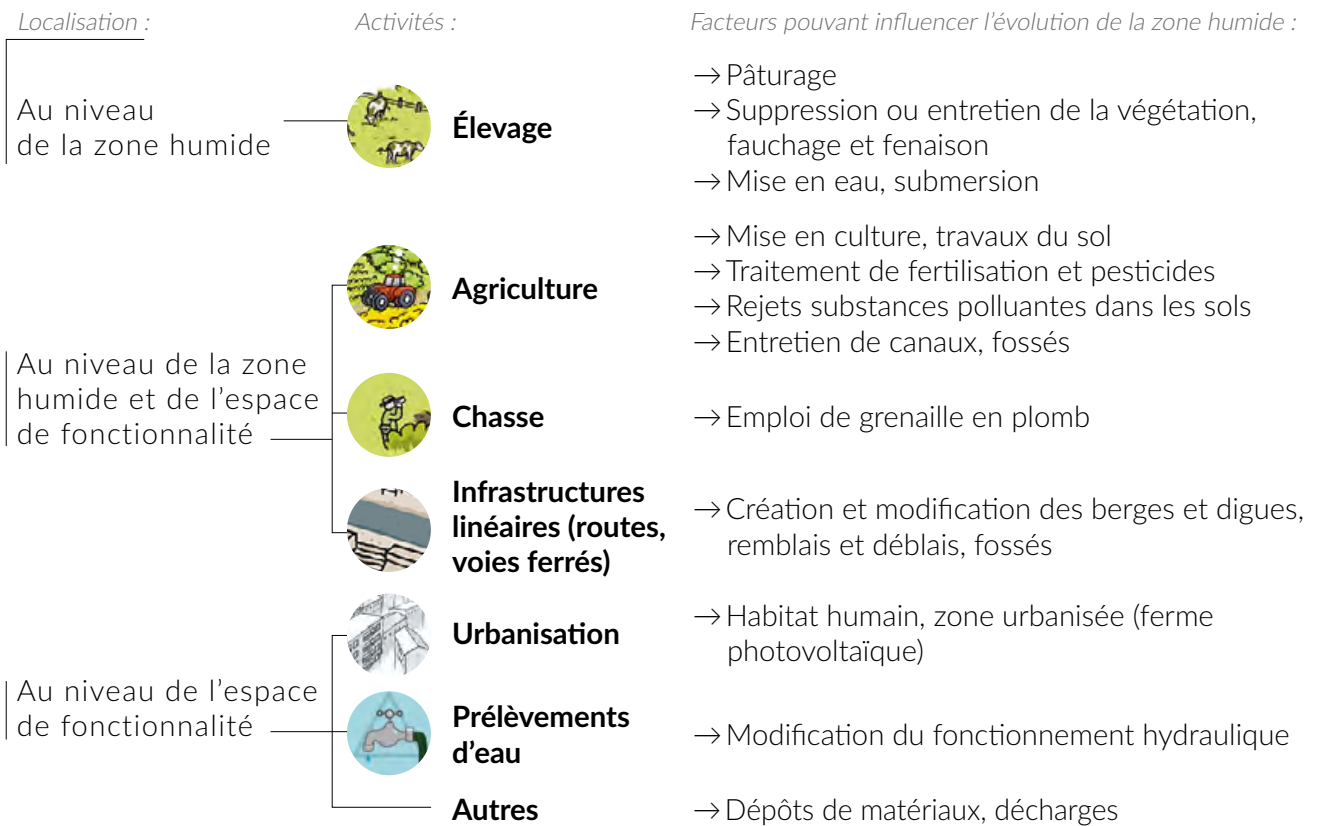 Localisation :
Activités :
Facteurs pouvant influencer l'évolution de la zone humide :
Au niveau
de la zone humide
Élevage
→ Pâturage
→ Suppression ou entretien de la végétation,
fauchage et fenaison
→ Mise en eau, submersion
Au niveau de la zone
humide et de l'espace
de fonctionnalité
Agriculture
→ Mise en culture, travaux du sol
→ Traitement de fertilisation et pesticides
→ Rejets substances polluantes dans les sols
→ Entretien de canaux, fossés
Chasse
→ Emploi de grenaille en plomb
Infrastructures
linéaires (routes,
voies ferrés)
→ Création et modification des berges et digues,
remblais et déblais, fossés
Au niveau de l'espace
de fonctionnalité
Urbanisation
→ Habitat humain, zone urbanisée (ferme
photovoltaïque)
Prélèvements
d'eau
→ Modification du fonctionnement hydraulique
Autres
→ Dépôts de matériaux, décharges